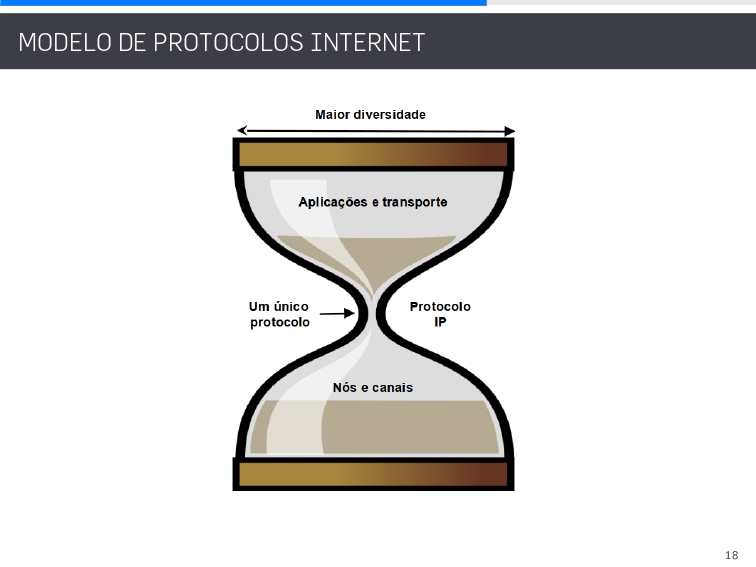 MODELO DE PROTOCOLOS INTERNET
Maior diversidade
Aplicações e transporte
Um único
protocolo
Protocolo
IP
Nós e canais
18